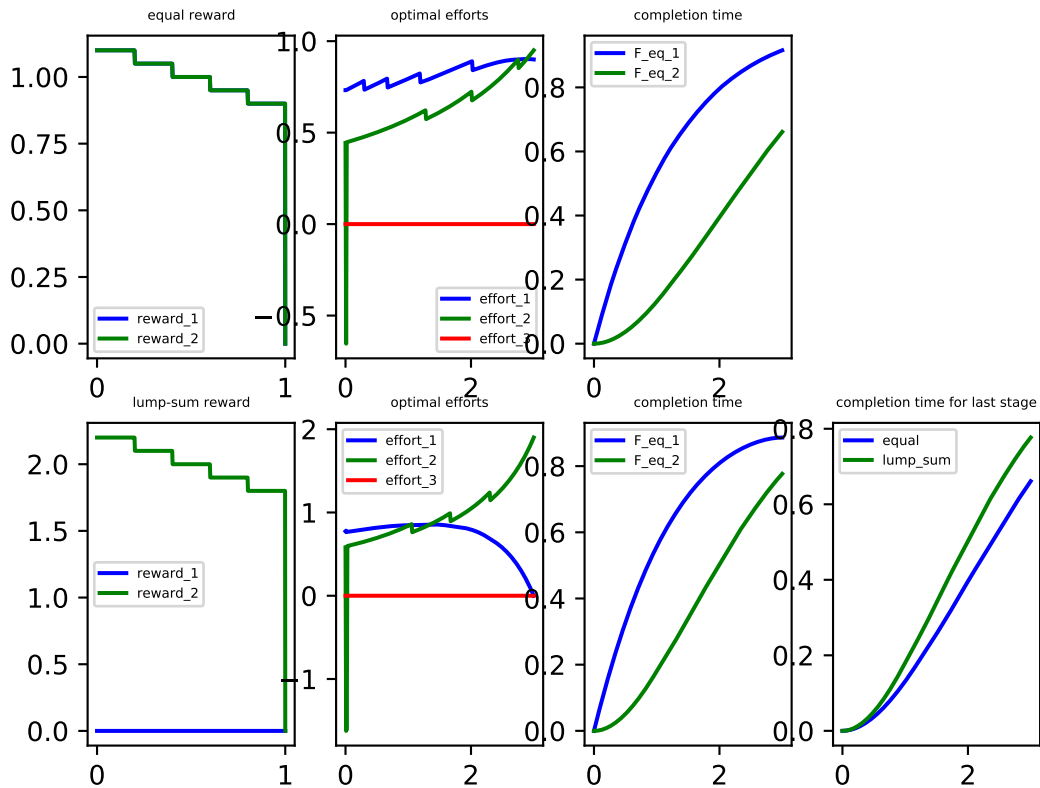 equal reward
1.00
0.75
0.50
0.25
0.00
reward_1
reward_2
0
1
optimal efforts
1.0
0.5
0.0
−0.5
effort_1
effort_2
effort_3
0
2
completion time
F_eq_1
F_eq_2
0.8
0.6
0.4
0.2
0.0
0
2
lump-sum reward
2.0
1.5
1.0
0.5
0.0
reward_1
reward_2
0
1
optimal efforts
effort_1
effort_2
effort_3
2
1
0
−1
0
2
completion time
F_eq_1
F_eq_2
0.8
0.6
0.4
0.2
0.0
0
2
completion time for last stage
equal
lump_sum
0.8
0.6
0.4
0.2
0.0
0
2